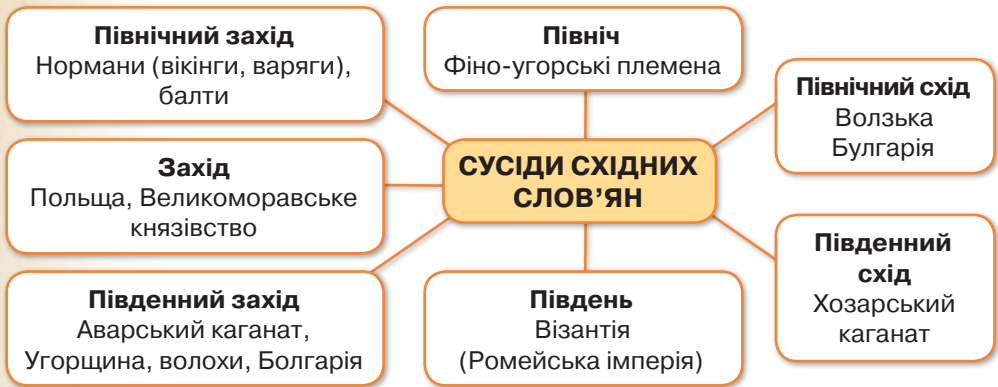 Північний захід
Нормани (вікінги, варяги),
балти
Північ
Фіно-угорські племена
Північний схід
Волзька
Булгарія
Захід
Польща, Великоморавське
князівство
СУСІДИ СХІДНИХ
СЛОВ’ЯН
Південний захід
Аварський каганат,
Угорщина, волохи, Болгарія
Південь
Візантія
(Ромейська імперія)
Південний
схід
Хозарський
каганат